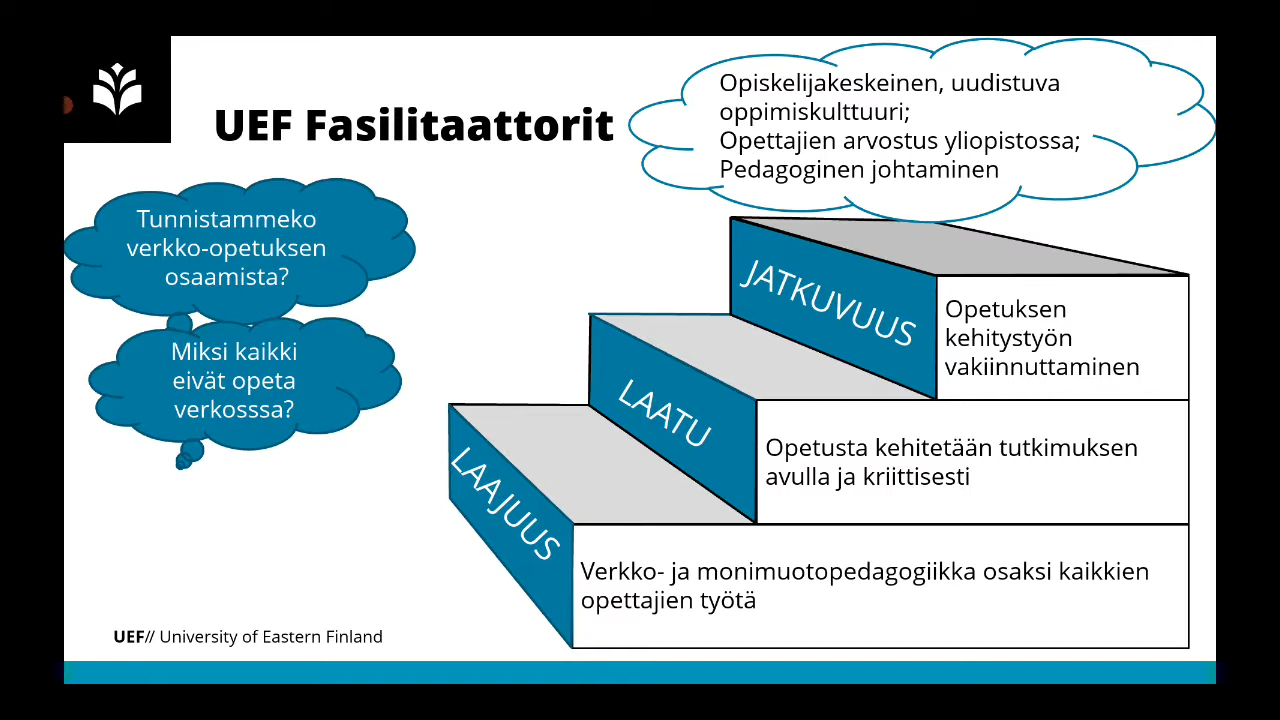 UEF Fasilitaattorit
Opiskelijakeskeinen, uudistuva
oppimiskulttuuri;
Opettajien arvostus yliopistossa;
Pedagoginen johtaminen
Tunnistammeko
verkko-opetuksen
osaamista?
Miksi kaikki
eivät opeta
verkosssa?
JATKUVUUS
Opetuksen
kehitystyön
vakiinnuttaminen
LAATU
Opetusta kehitetään tutkimuksen
avulla ja kriittisesti
LAAJUUS
Verkko- ja monimuotopedagogiikka osaksi kaikkien
opettajien työtä
UEF// University of Eastern Finland